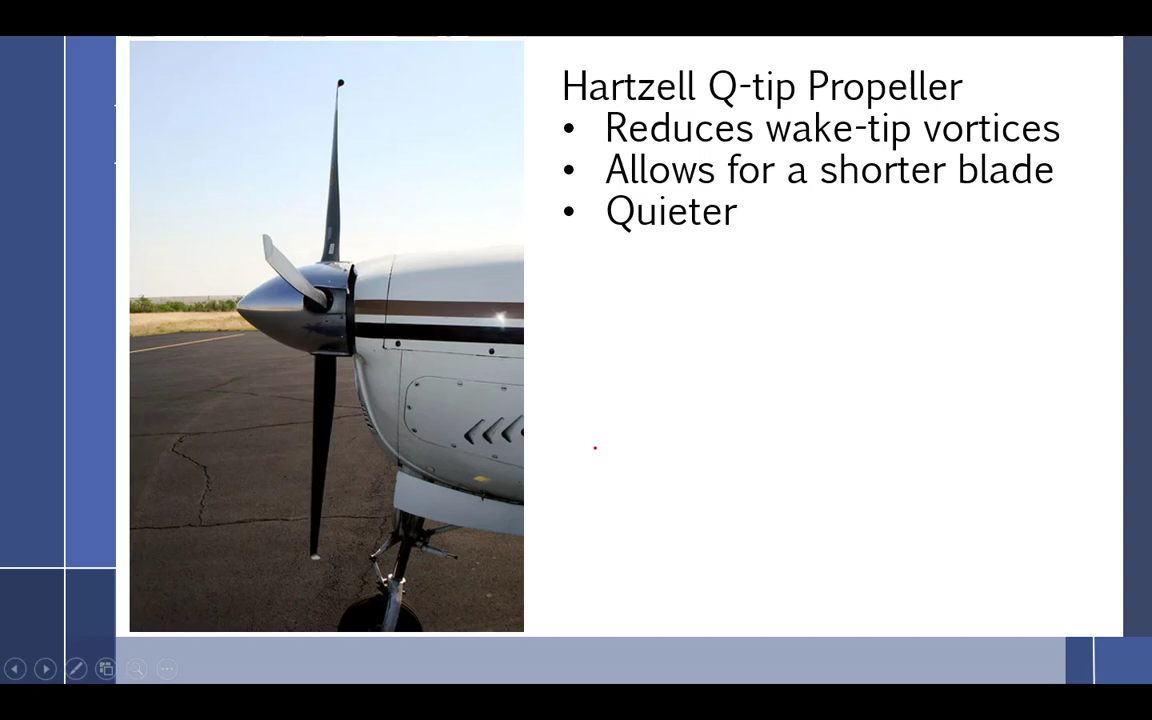 Hartzell Q-tip Propeller
• Reduces wake-tip vortices
• Allows for a shorter blade
• Quieter